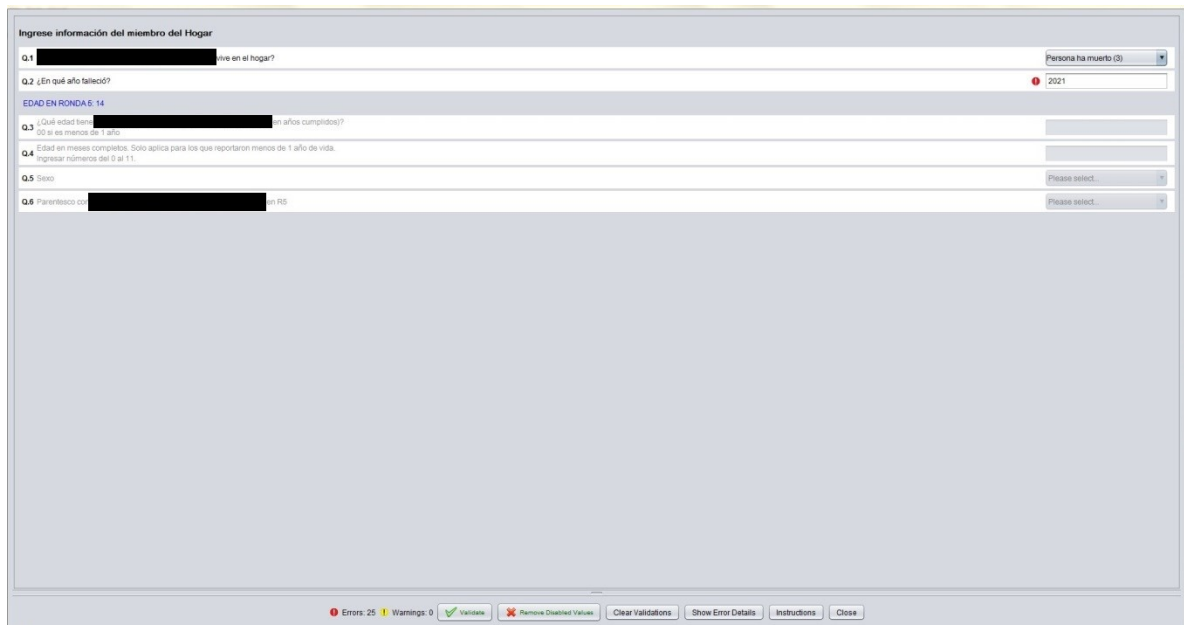 Ingrese información del miembro del Hogar
Q.1 vive en el hogar? Persona ha muerto (3)
Q.2 ¿En qué año falleció? 2021
EDAD EN RONDA 5: 14
Q.3 ¿Qué edad tiene en años cumplidos)?
00 si es menos de 1 año
Q.4 Edad en meses completos. Solo aplica para los que reportaron menos de 1 año de vida.
Ingresar números del 0 al 11.
Q.5 Sexo Please select...
Q.6 Parentesco con en R5 Please select...
Errors: 25 Warnings: 0 Validate Remove Disabled Values Clear Validations Show Error Details Instructions Close